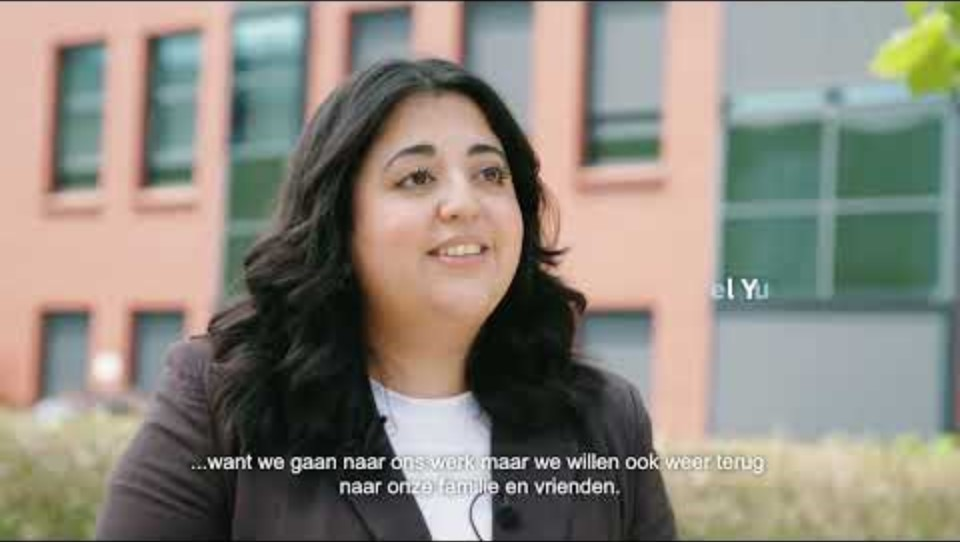 el Yu
...want we gaan naar ons werk maar we willen ook weer terug
naar onze familie en vrienden.